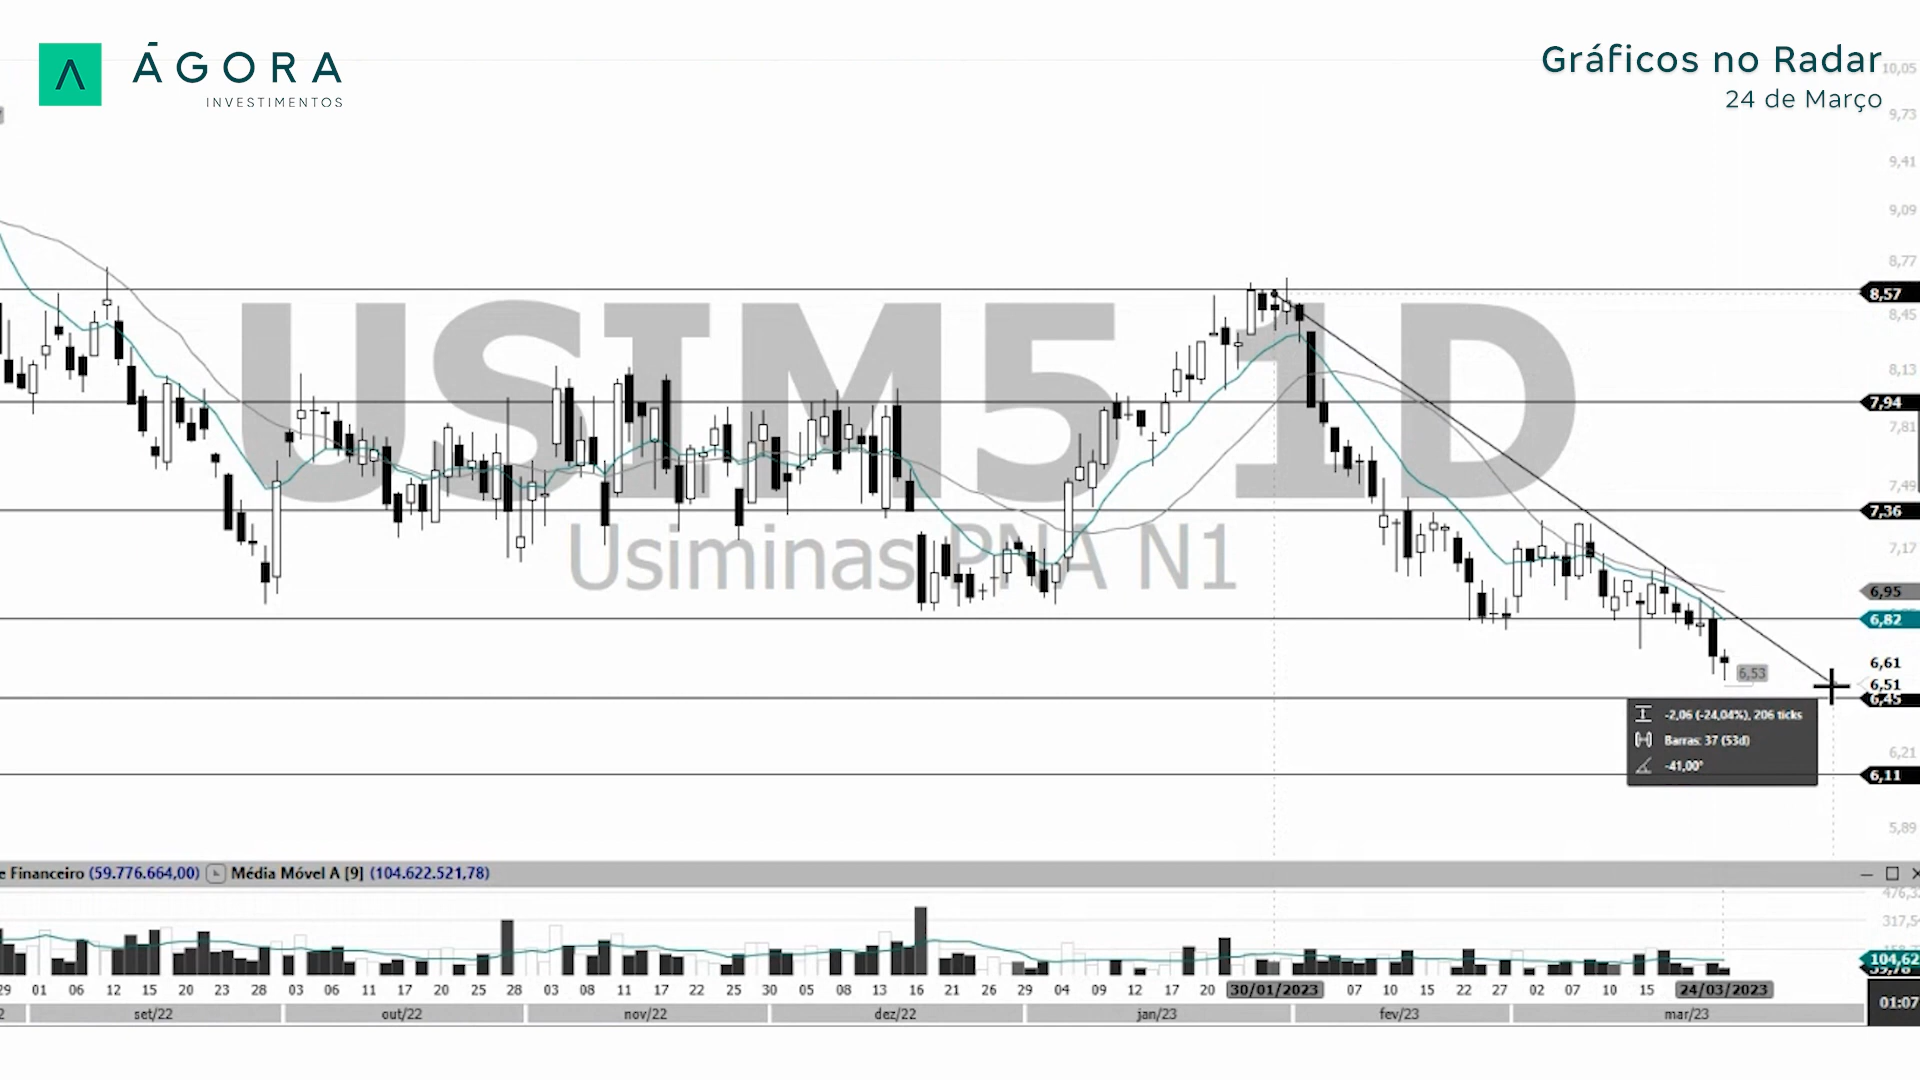 ÁGORA
INVESTIMENTOS
Gráficos no Radar
24 de Março
USIM5 1D
Usiminas PNA N1
10,05
9,73
9,41
9,09
8,77
8,57
8,45
8,13
7,94
7,81
7,49
7,36
7,17
6,95
6,82
6,61
6,53
6,51
6,45
-2,06 (-24,04%), 206 ticks
Barras: 37 (53d)
-41,00°
6,21
6,11
5,89
e Financeiro (59.776.664,00) Média Móvel A [9] (104.622.521,78)
476,3
317,54
104,62
29 01 06 12 15 20 23 28 03 06 11 17 20 25 28 03 08 11 17 22 25 30 05 08 13 16 21 26 29 04 09 12 17 20 30/01/2023 07 10 15 22 27 02 07 10 15 24/03/2023
01:07
2 set/22 out/22 nov/22 dez/22 jan/23 fev/23 mar/23